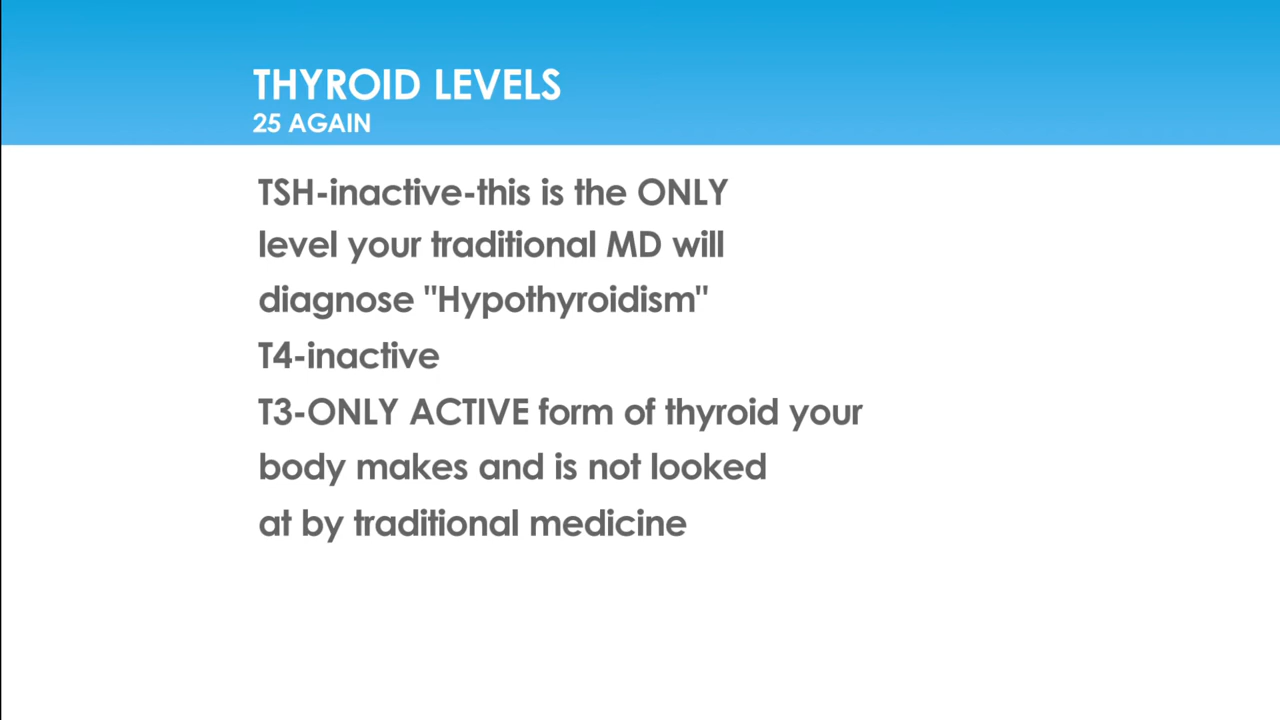 THYROID LEVELS
25 AGAIN
TSH-inactive-this is the ONLY
level your traditional MD will
diagnose "Hypothyroidism"
T4-inactive
T3-ONLY ACTIVE form of thyroid your
body makes and is not looked
at by traditional medicine